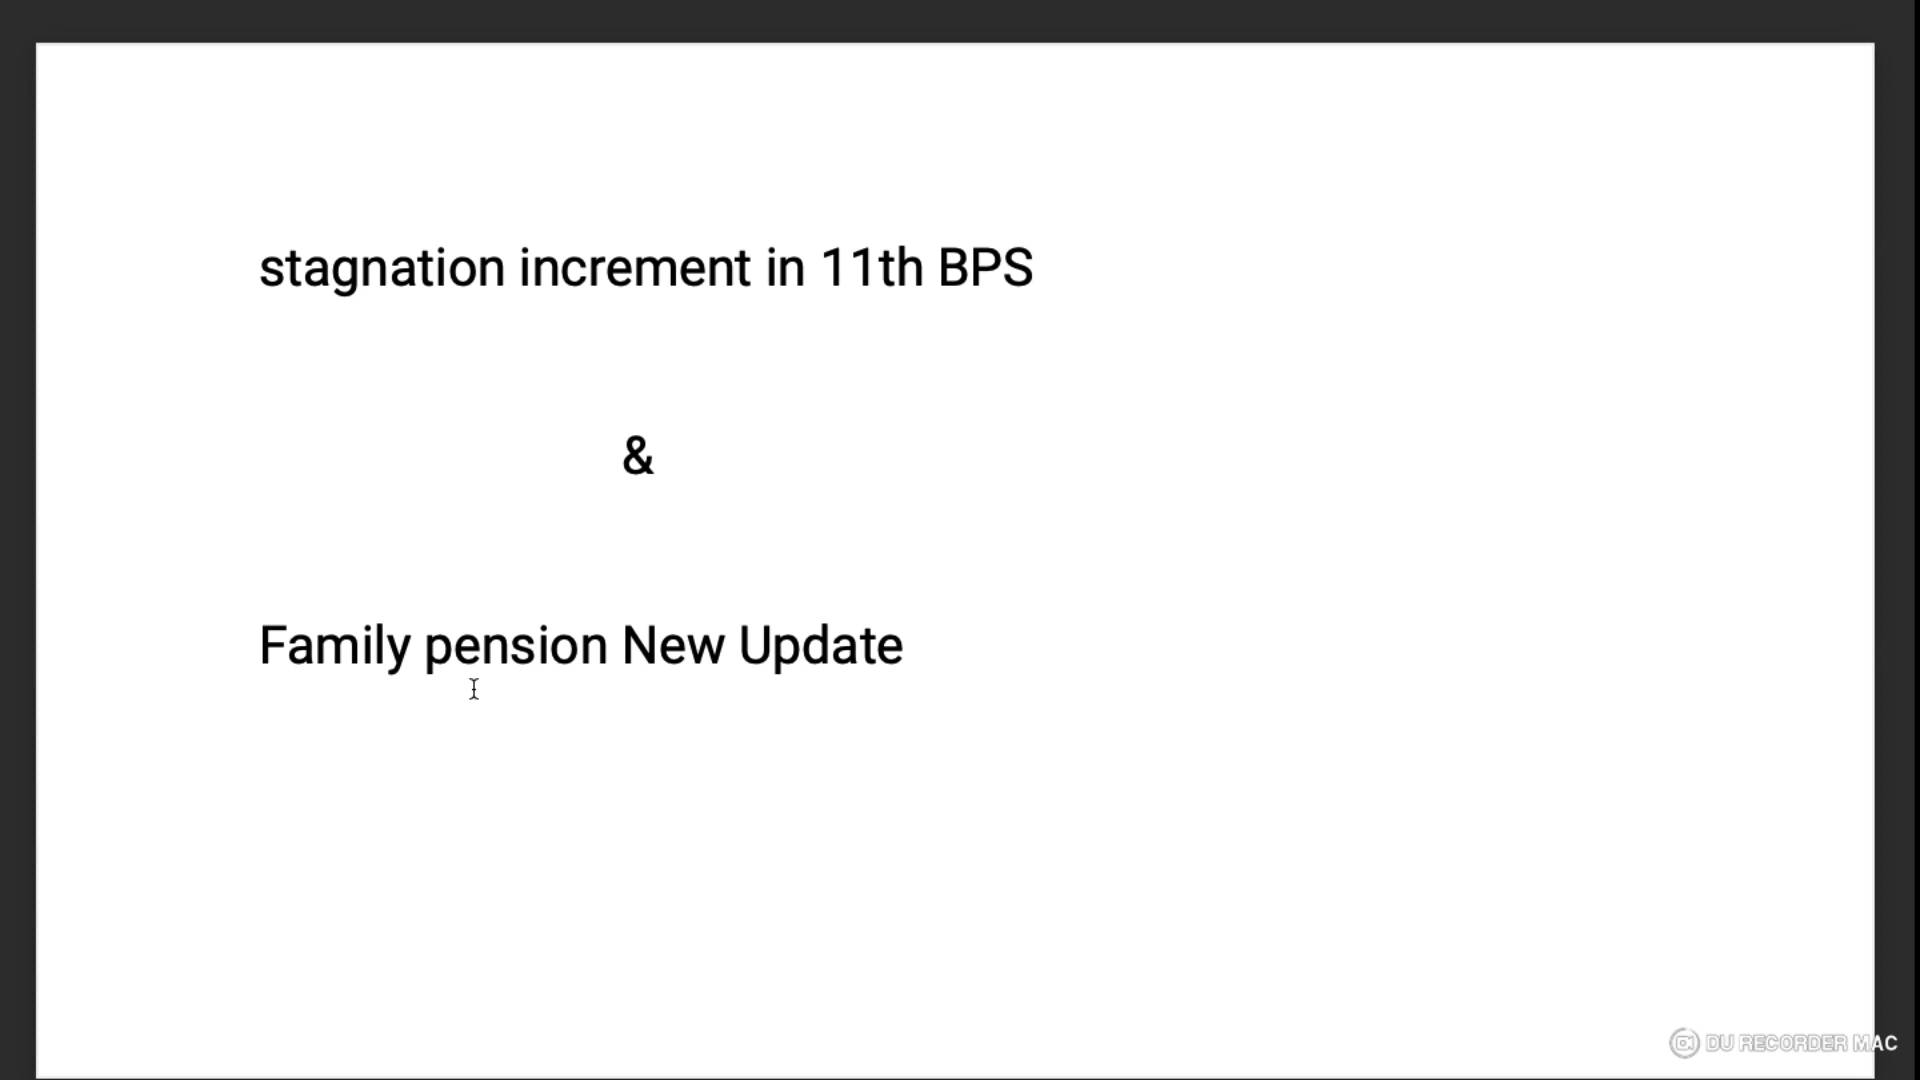 stagnation increment in 11th BPS
&
Family pension New Update
DU RECORDER MAC